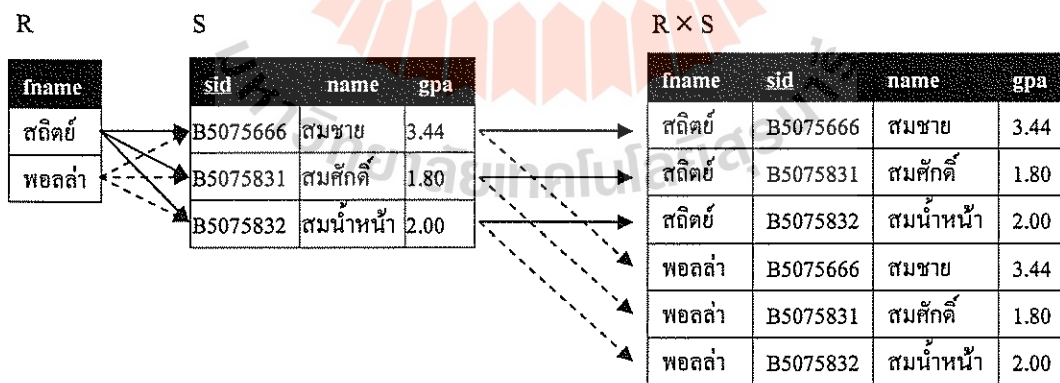 R
fname
สถิตย์
พอลล่า
S
sid name gpa
B5075666 สมชาย 3.44
B5075831 สมศักดิ์ 1.80
B5075832 สมน้ำหน้า 2.00
R × S
fname sid name gpa
สถิตย์ B5075666 สมชาย 3.44
สถิตย์ B5075831 สมศักดิ์ 1.80
สถิตย์ B5075832 สมน้ำหน้า 2.00
พอลล่า B5075666 สมชาย 3.44
พอลล่า B5075831 สมศักดิ์ 1.80
พอลล่า B5075832 สมน้ำหน้า 2.00